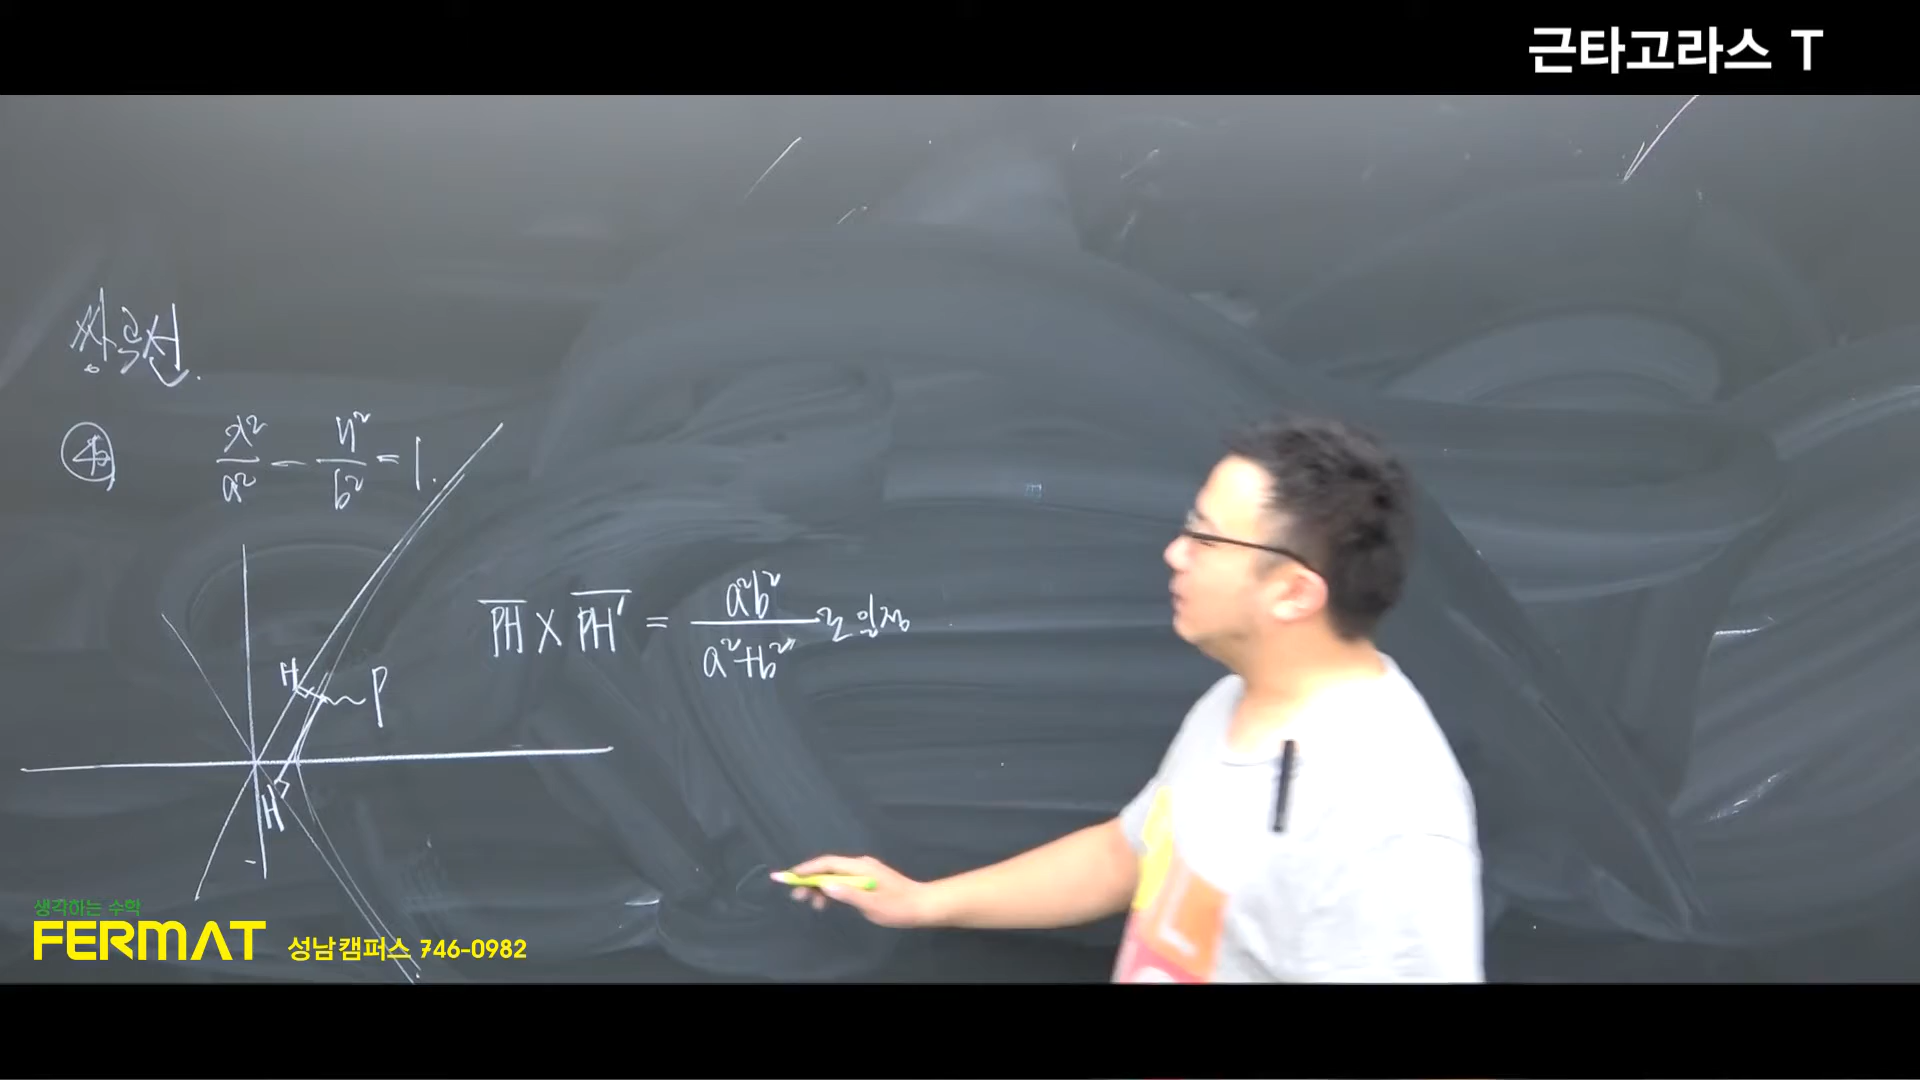 근타고라스 T
쌍곡선.
④ x²/a² - y²/b² = 1.
PH X PH' = a²b²/(a²+b²) 로 일정
H
P
H'
생각하는 수학
FERMAT 성남캠퍼스 746-0982